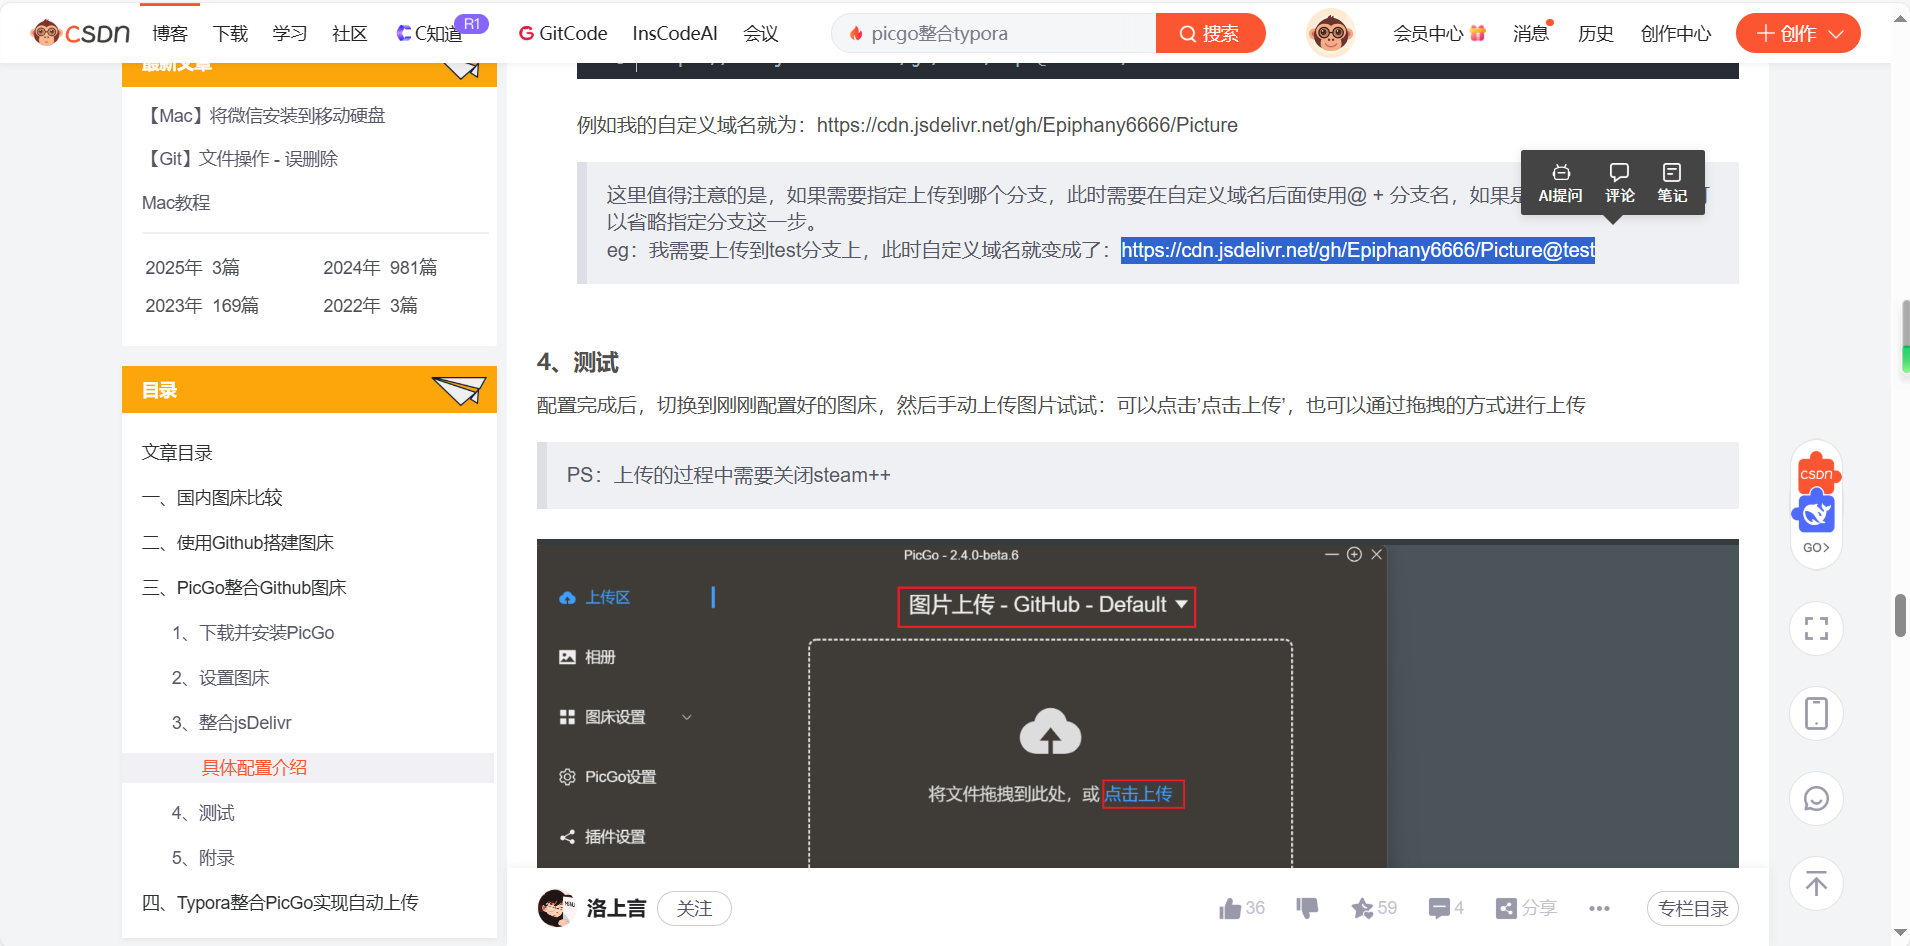 CSDN 博客 下载 学习 社区 C知道 R1 GitCode InsCodeAI 会议 picgo整合typora 搜索 会员中心 消息 历史 创作中心 创作
最新文章
【Mac】将微信安装到移动硬盘
【Git】文件操作 - 误删除
Mac教程
2025年 3篇 2024年 981篇
2023年 169篇 2022年 3篇
目录
文章目录
一、国内图床比较
二、使用Github搭建图床
三、PicGo整合Github图床
1、下载并安装PicGo
2、设置图床
3、整合jsDelivr
具体配置介绍
4、测试
5、附录
四、Typora整合PicGo实现自动上传
例如我的自定义域名就为：https://cdn.jsdelivr.net/gh/Epiphany6666/Picture
AI提问 评论 笔记
这里值得注意的是，如果需要指定上传到哪个分支，此时需要在自定义域名后面使用@ + 分支名，如果是
以省略指定分支这一步。
eg：我需要上传到test分支上，此时自定义域名就变成了：https://cdn.jsdelivr.net/gh/Epiphany6666/Picture@test
4、测试
配置完成后，切换到刚刚配置好的图床，然后手动上传图片试试：可以点击'点击上传'，也可以通过拖拽的方式进行上传
PS：上传的过程中需要关闭steam++
PicGo - 2.4.0-beta.6
上传区
相册
图床设置
PicGo设置
插件设置
图片上传 - GitHub - Default
将文件拖拽到此处，或 点击上传
洛上言 关注 36 59 4 分享 专栏目录
CSDN
GO>